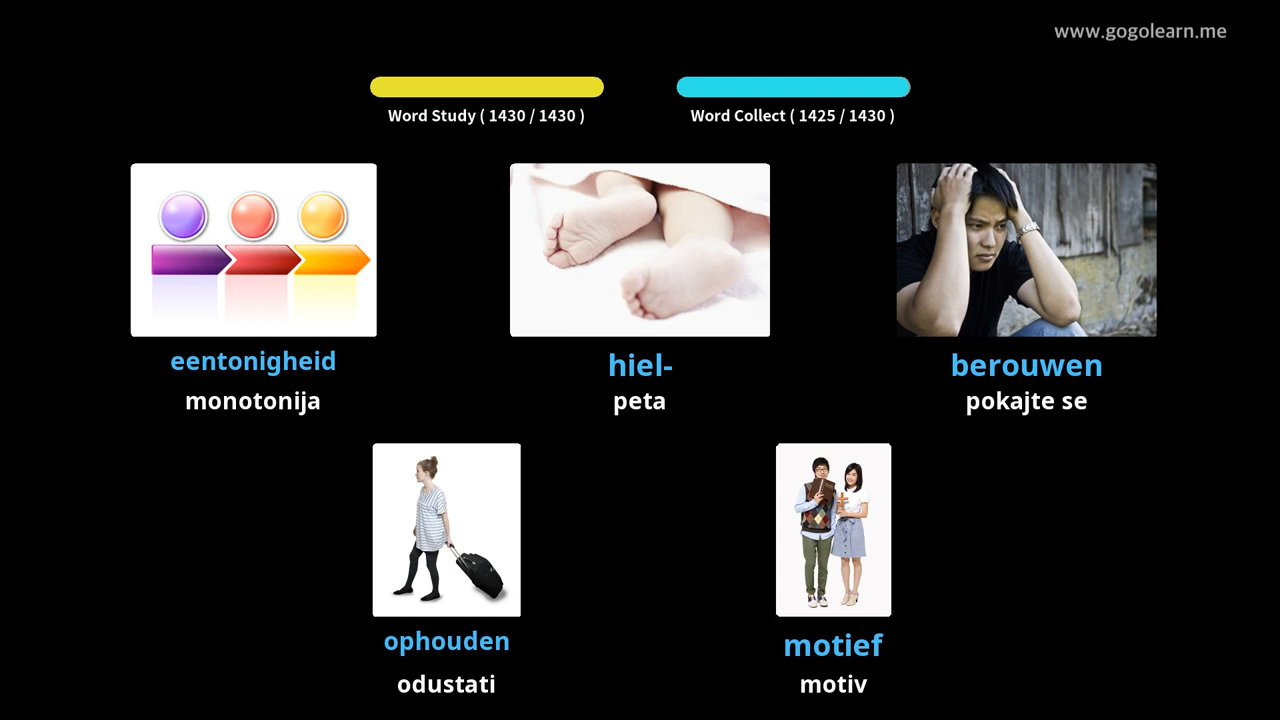 www.gogolearn.me
Word Study ( 1430 / 1430 )
Word Collect ( 1425 / 1430 )
eentonigheid
hiel-
berouwen
monotonija
peta
pokajte se
ophouden
motief
odustati
motiv